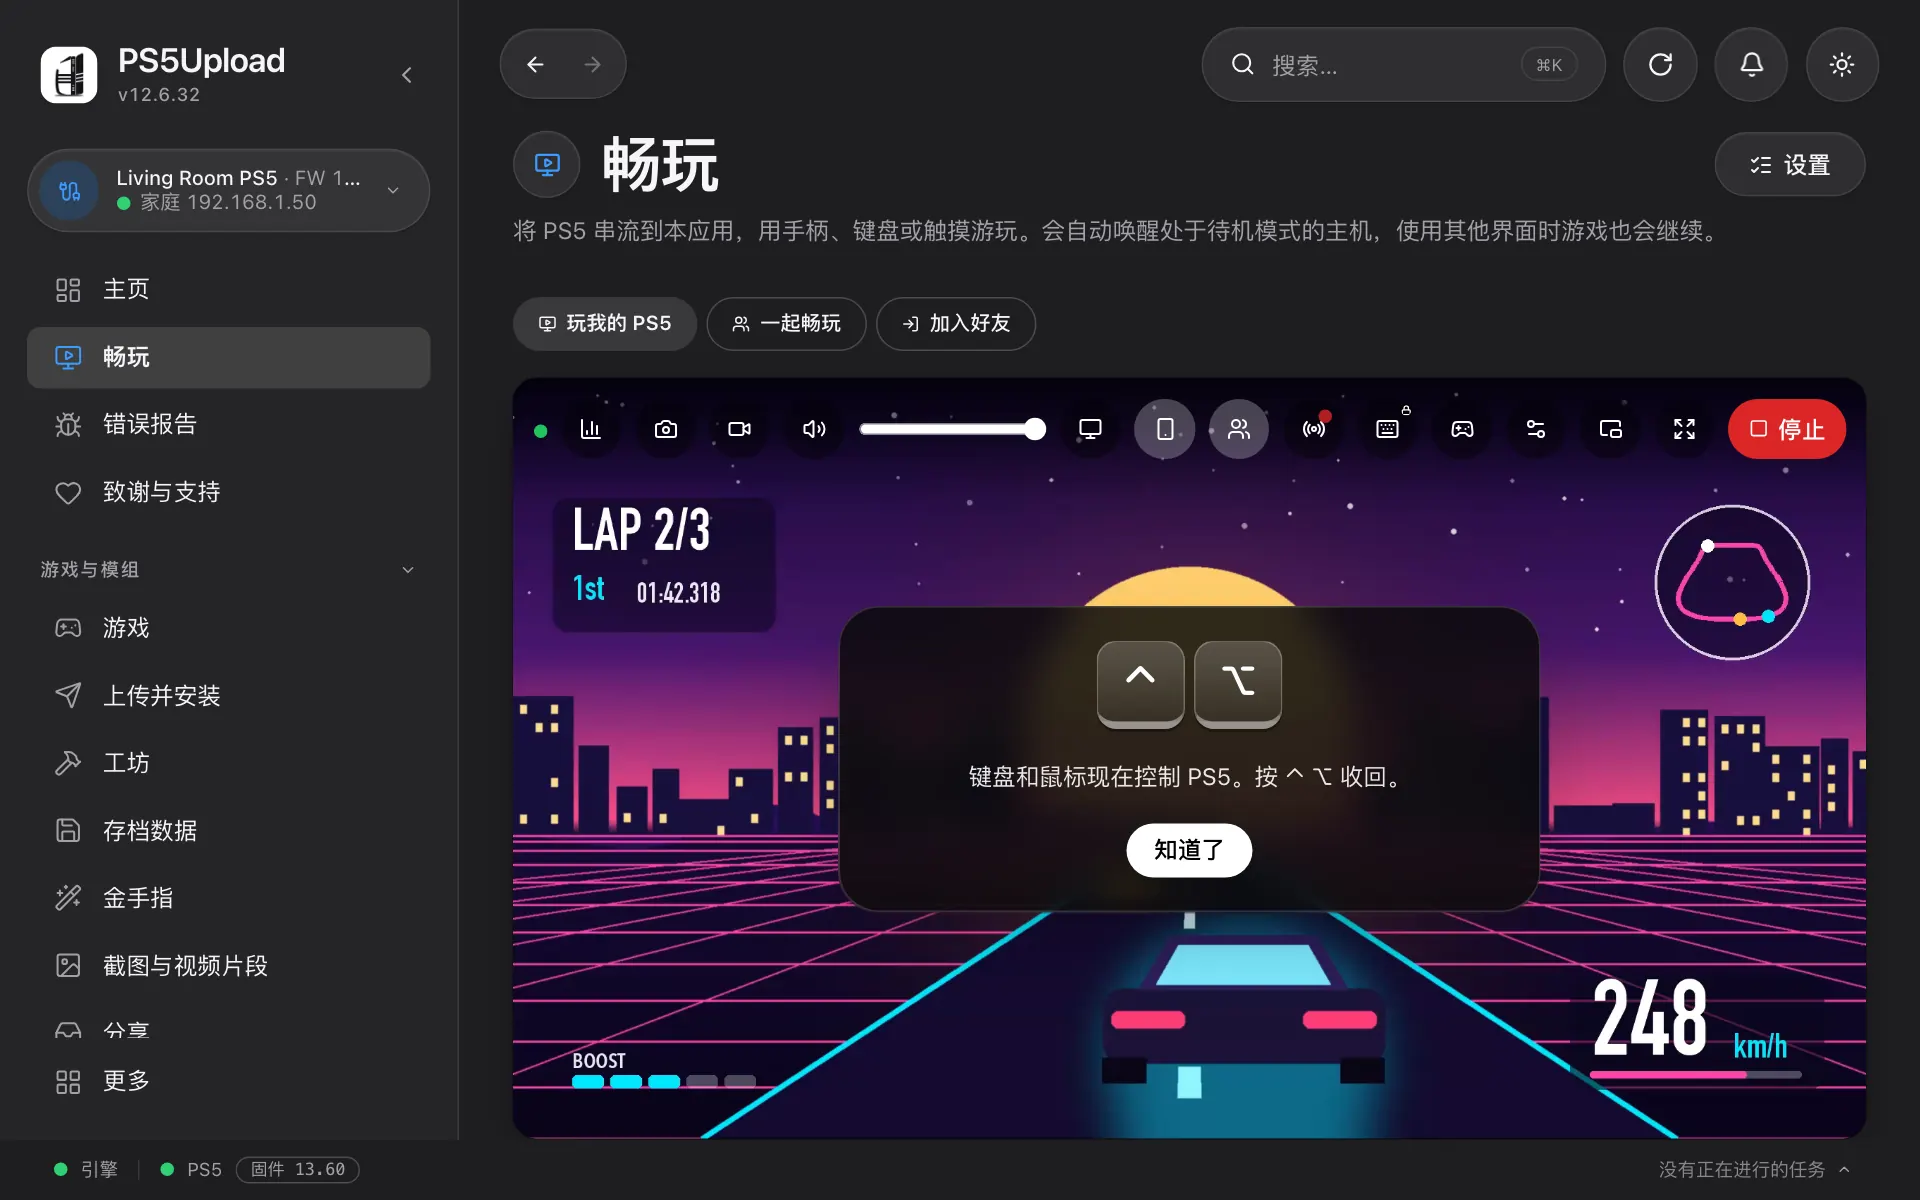 PS5Upload
v12.6.32
Living Room PS5 · FW 1...
家庭 192.168.1.50
主页
畅玩
错误报告
致谢与支持
游戏与模组
游戏
上传并安装
工坊
存档数据
金手指
截图与视频片段
分享
更多
搜索...
⌘K
畅玩
设置
将 PS5 串流到本应用，用手柄、键盘或触摸游玩。会自动唤醒处于待机模式的主机，使用其他界面时游戏也会继续。
玩我的 PS5
一起畅玩
加入好友
停止
LAP 2/3
1st 01:42.318
⌃ ⌥
键盘和鼠标现在控制 PS5。按 ⌃ ⌥ 收回。
知道了
BOOST
248 km/h
引擎
PS5
固件 13.60
没有正在进行的任务